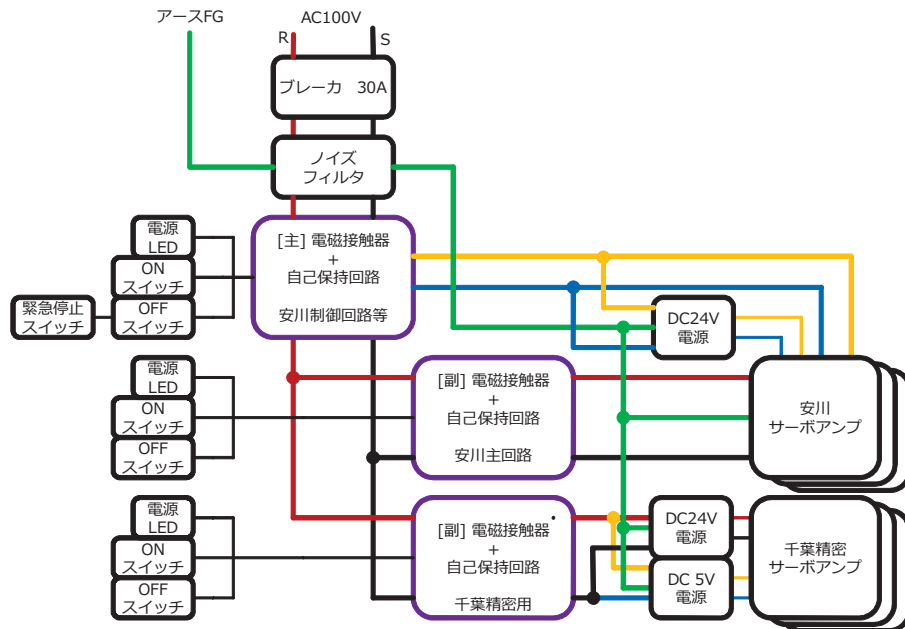 アースFG
AC100V
R
S
ブレーカ 30A
ノイズ
フィルタ
電源
LED
ON
スイッチ
OFF
スイッチ
緊急停止
スイッチ
[主] 電磁接触器
+
自己保持回路
安川制御回路等
DC24V
電源
電源
LED
ON
スイッチ
OFF
スイッチ
[副] 電磁接触器
+
自己保持回路
安川主回路
安川
サーボアンプ
電源
LED
ON
スイッチ
OFF
スイッチ
[副] 電磁接触器
+
自己保持回路
千葉精密用
DC24V
電源
DC 5V
電源
千葉精密
サーボアンプ